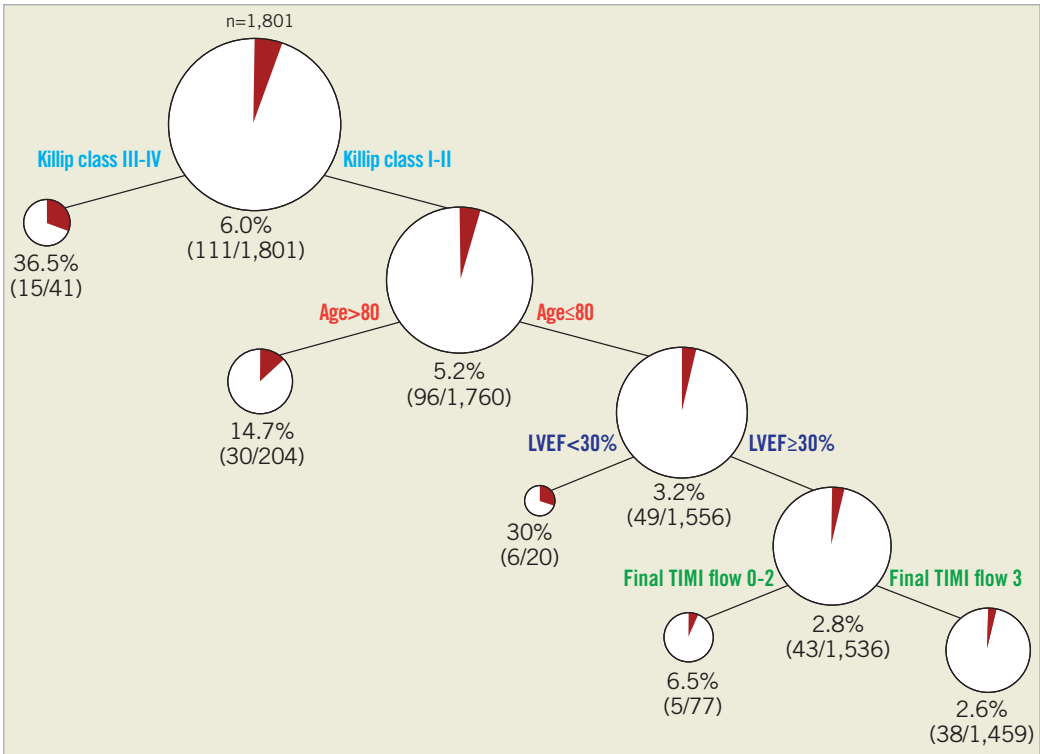 n=1,801
Killip class III-IV
Killip class I-II
36.5%
(15/41)
6.0%
(111/1,801)
Age>80
Age≤80
14.7%
(30/204)
5.2%
(96/1,760)
LVEF<30%
LVEF≥30%
30%
(6/20)
3.2%
(49/1,556)
Final TIMI flow 0-2
Final TIMI flow 3
6.5%
(5/77)
2.8%
(43/1,536)
2.6%
(38/1,459)